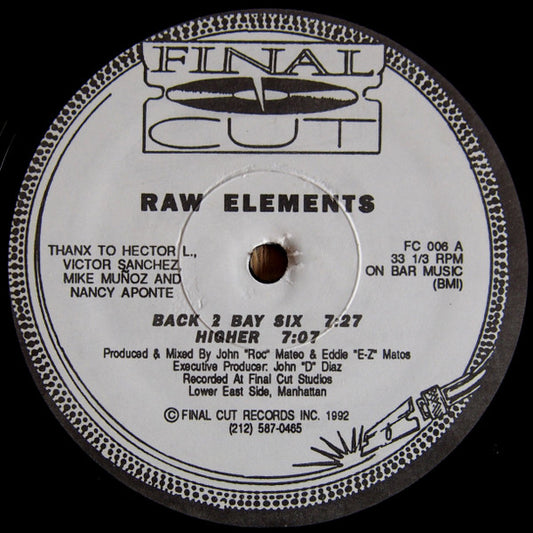 FINAL
CUT
RAW ELEMENTS
THANX TO HECTOR L.,
VICTOR SANCHEZ,
MIKE MUÑOZ AND
NANCY APONTE
FC 006 A
33 1/3 RPM
ON BAR MUSIC
(BMI)
BACK 2 BAY SIX 7:27
HIGHER 7:07
Produced & Mixed By John "Roc" Mateo & Eddie "E-Z" Matos
Executive Producer: John "D" Diaz
Recorded At Final Cut Studios
Lower East Side, Manhattan
© FINAL CUT RECORDS INC. 1992
(212) 587-0465